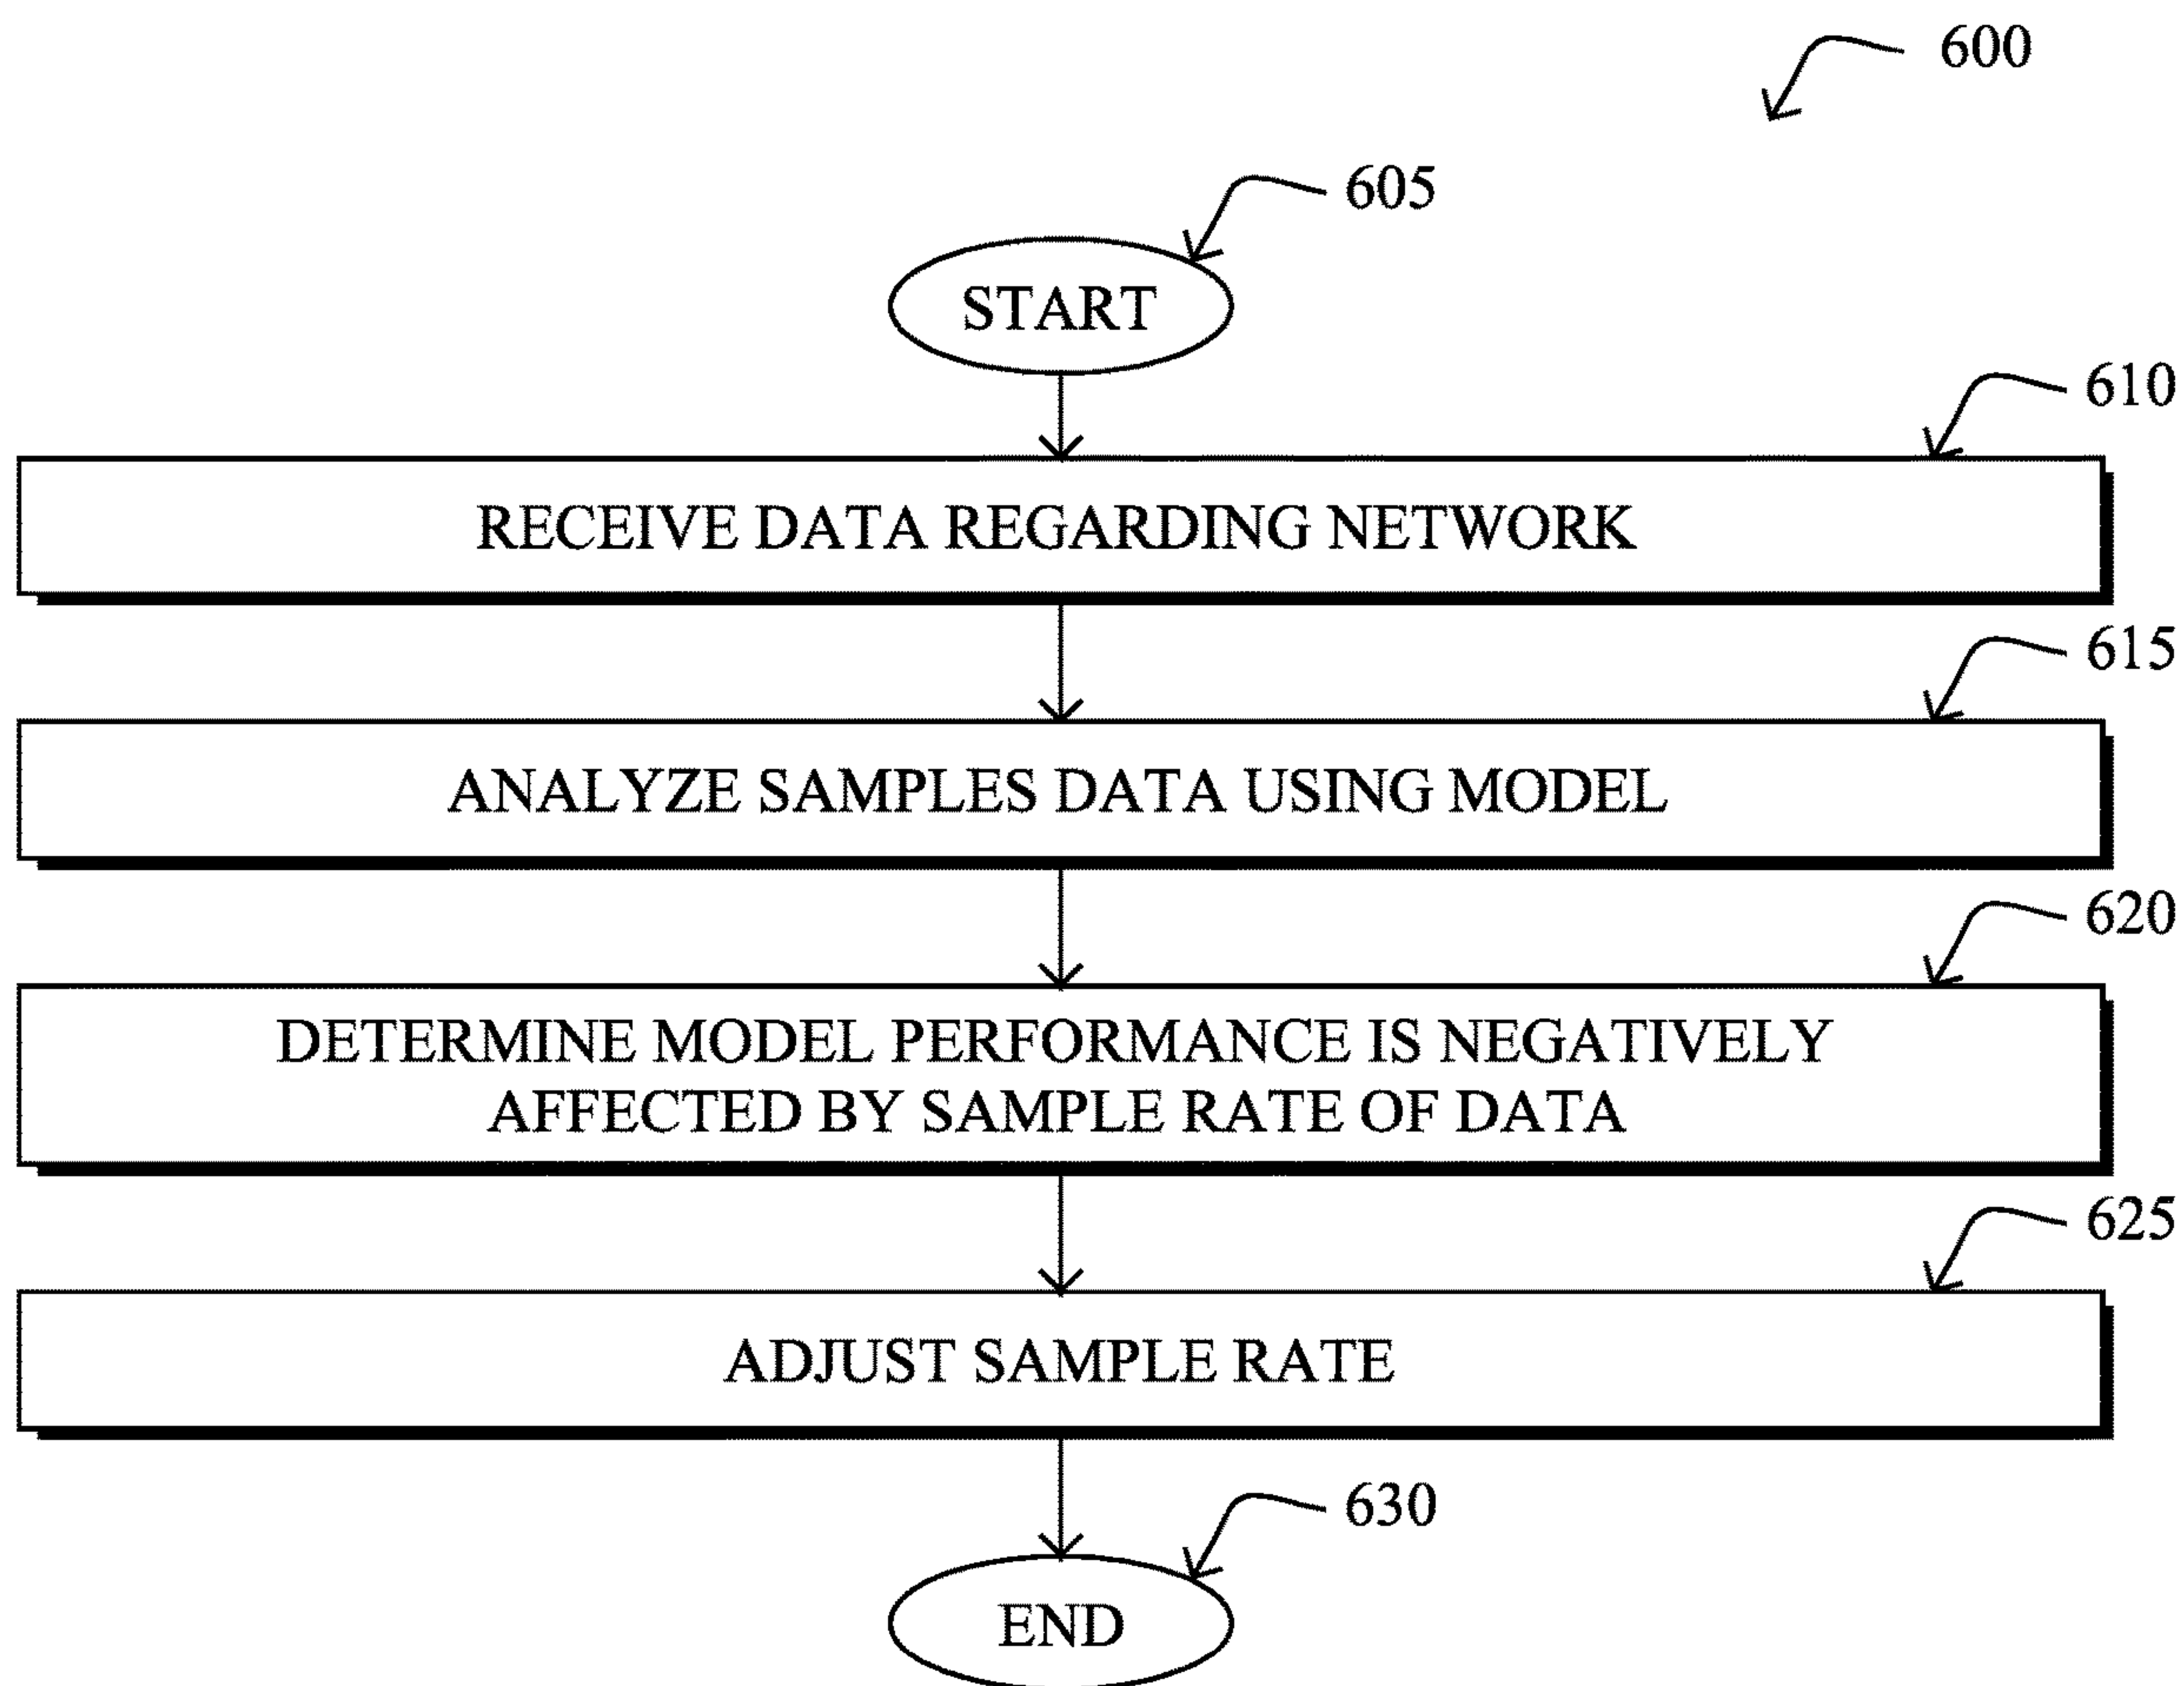 600
605
START
610
RECEIVE DATA REGARDING NETWORK
615
ANALYZE SAMPLES DATA USING MODEL
620
DETERMINE MODEL PERFORMANCE IS NEGATIVELY
AFFECTED BY SAMPLE RATE OF DATA
625
ADJUST SAMPLE RATE
630
END